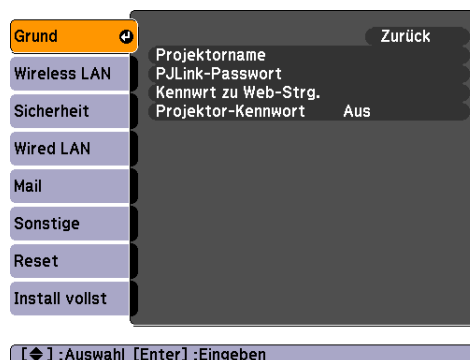 Grund
Zurück
Projektorname
Wireless LAN
PJLink-Passwort
Kennwrt zu Web-Strg.
Sicherheit
Projektor-Kennwort Aus
Wired LAN
Mail
Sonstige
Reset
Install vollst
[◆] :Auswahl [Enter] :Eingeben